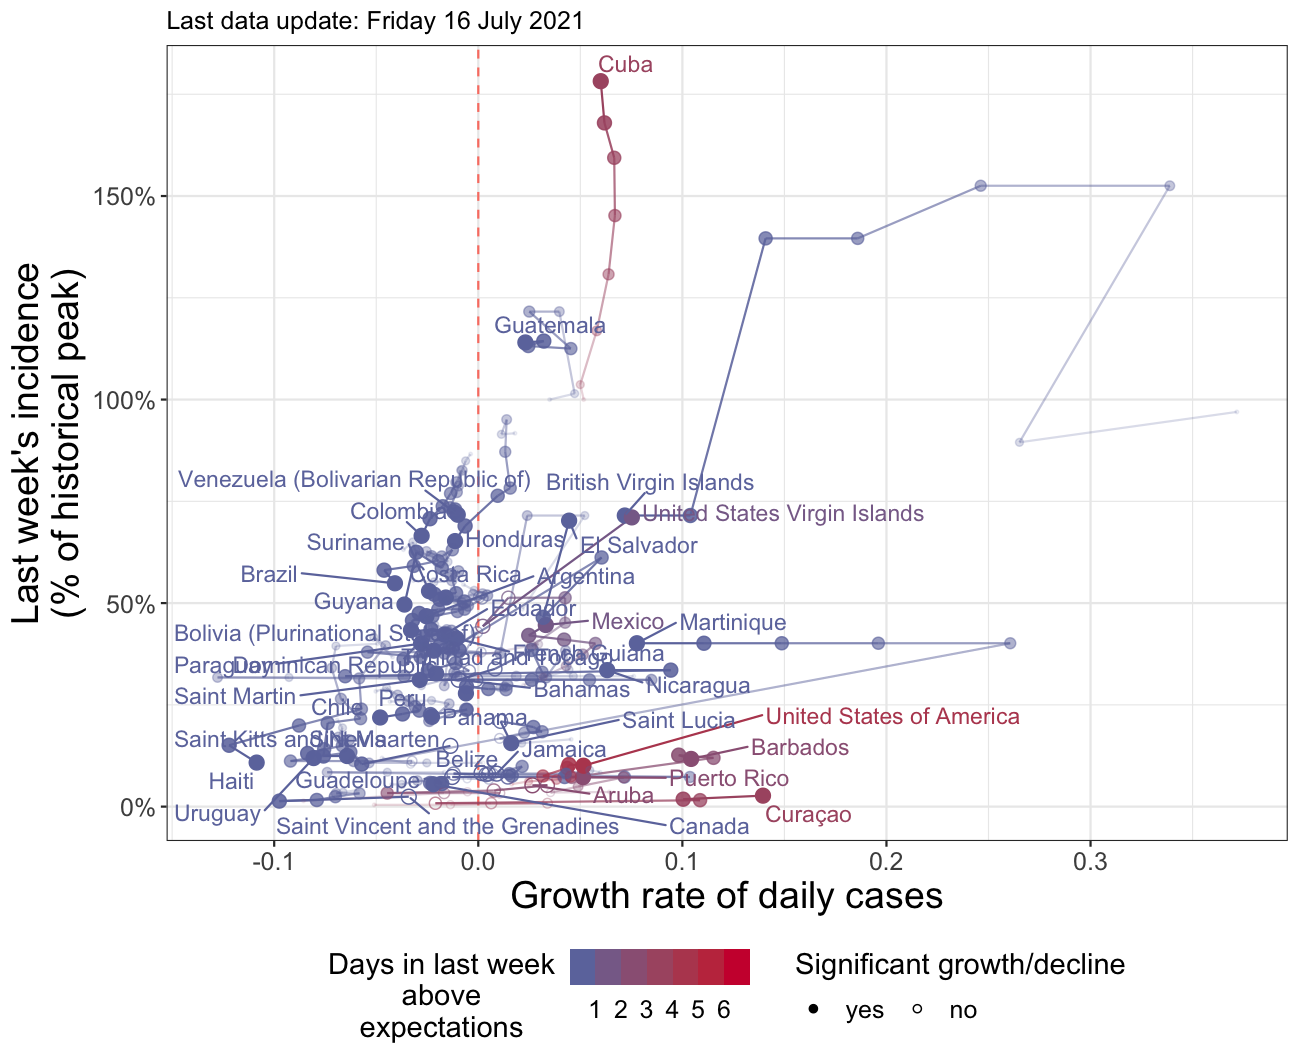 Last data update: Friday 16 July 2021
Last week's incidence
(% of historical peak)
150%
100%
50%
0%
Cuba
Guatemala
Venezuela (Bolivarian Republic of)
British Virgin Islands
Colombia
United States Virgin Islands
Suriname
Honduras
El Salvador
Brazil
Costa Rica
Argentina
Guyana
Ecuador
Mexico
Martinique
Bolivia (Plurinational State of)
French Guiana
Paraguay
Dominican Republic
Trinidad and Tobago
Nicaragua
Saint Martin
Bahamas
Peru
Chile
Panama
Saint Lucia
United States of America
Saint Kitts and Nevis
Sint Maarten
Jamaica
Barbados
Belize
Haiti
Guadeloupe
Puerto Rico
Aruba
Uruguay
Curaçao
Saint Vincent and the Grenadines
Canada
-0.1 0.0 0.1 0.2 0.3
Growth rate of daily cases
Days in last week
above
expectations
1 2 3 4 5 6
Significant growth/decline
yes no